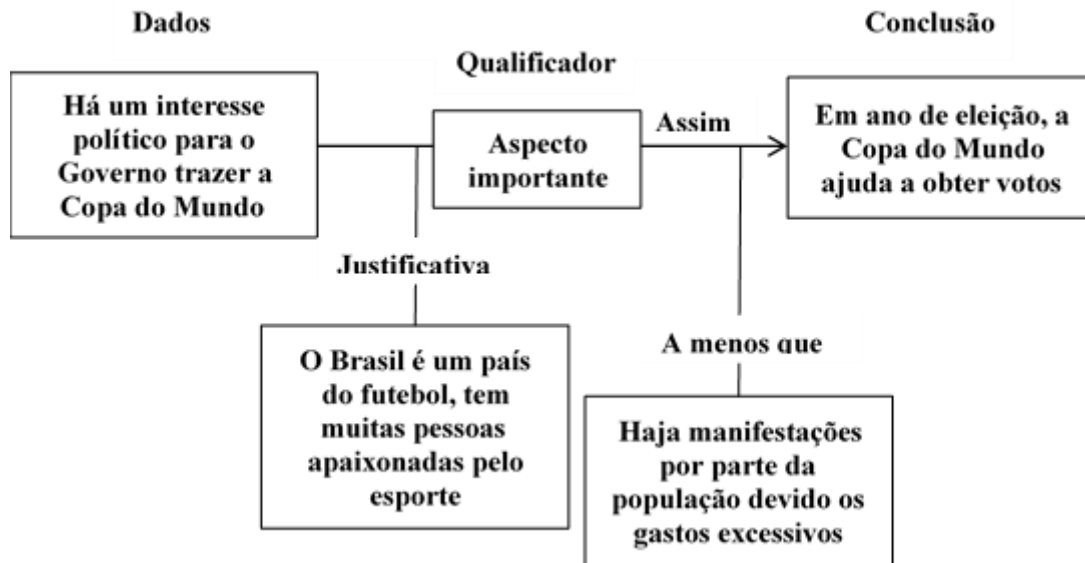 Dados
Conclusão
Qualificador
Há um interesse
político para o
Governo trazer a
Copa do Mundo
Aspecto
importante
Assim
Em ano de eleição, a
Copa do Mundo
ajuda a obter votos
Justificativa
O Brasil é um país
do futebol, tem
muitas pessoas
apaixonadas pelo
esporte
A menos que
Haja manifestações
por parte da
população devido os
gastos excessivos